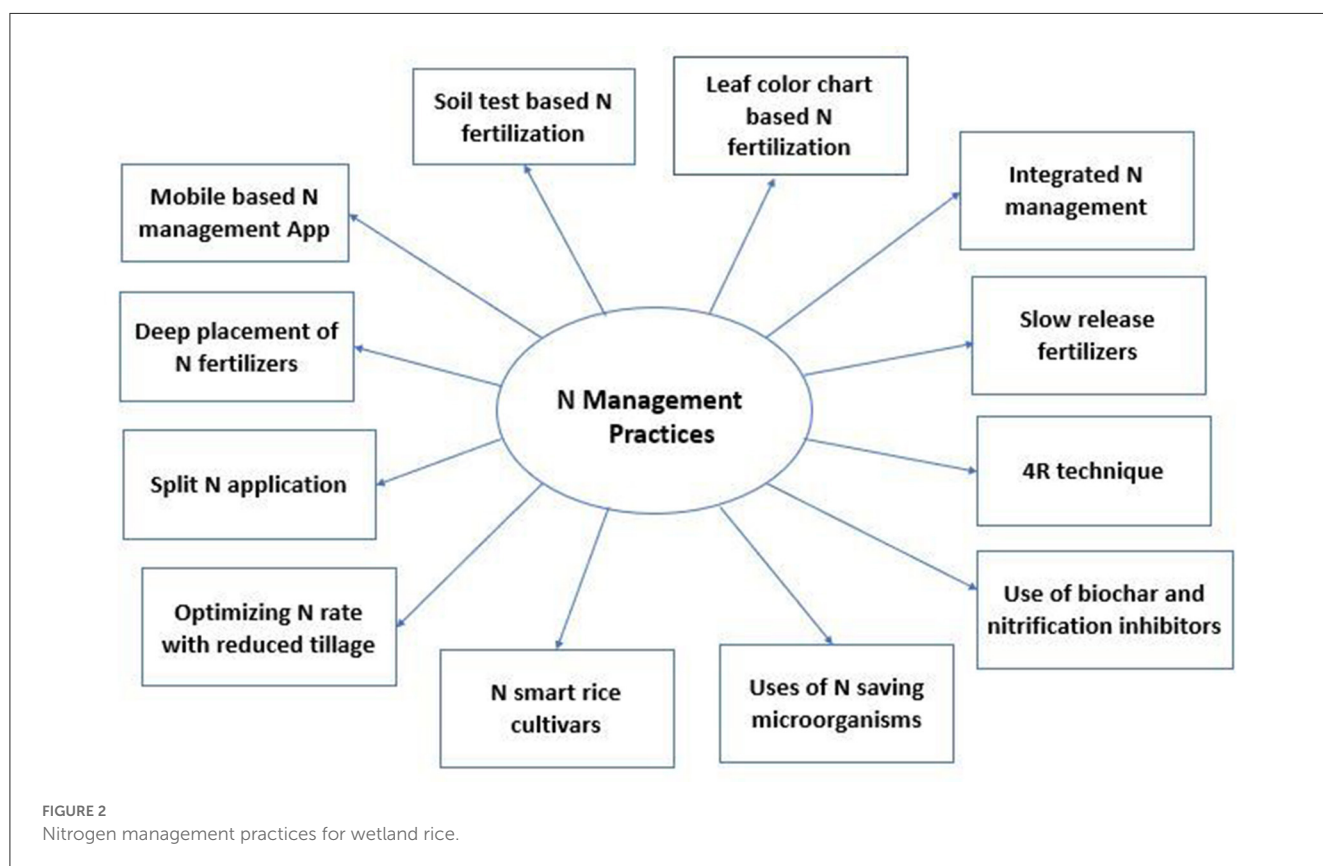 Soil test based N
fertilization
Leaf color chart
based N
fertilization
Integrated N
management
Mobile based N
management App
Slow release
fertilizers
Deep placement of
N fertilizers
N Management
Practices
4R technique
Split N application
Use of biochar and
nitrification inhibitors
Optimizing N rate
with reduced tillage
N smart rice
cultivars
Uses of N saving
microorganisms
FIGURE 2
Nitrogen management practices for wetland rice.